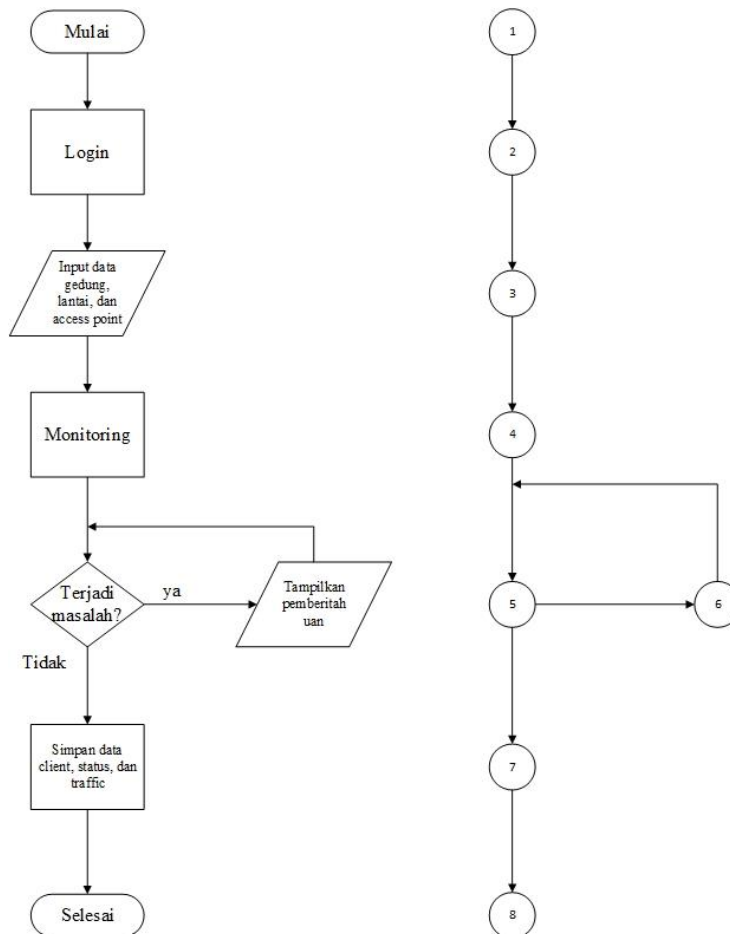 Mulai
Login
Input data
gedung,
lantai, dan
access point
Monitoring
Terjadi
masalah?
ya
Tampilkan
pemberitah
uan
Tidak
Simpan data
client, status, dan
traffic
Selesai
1
2
3
4
5
6
7
8